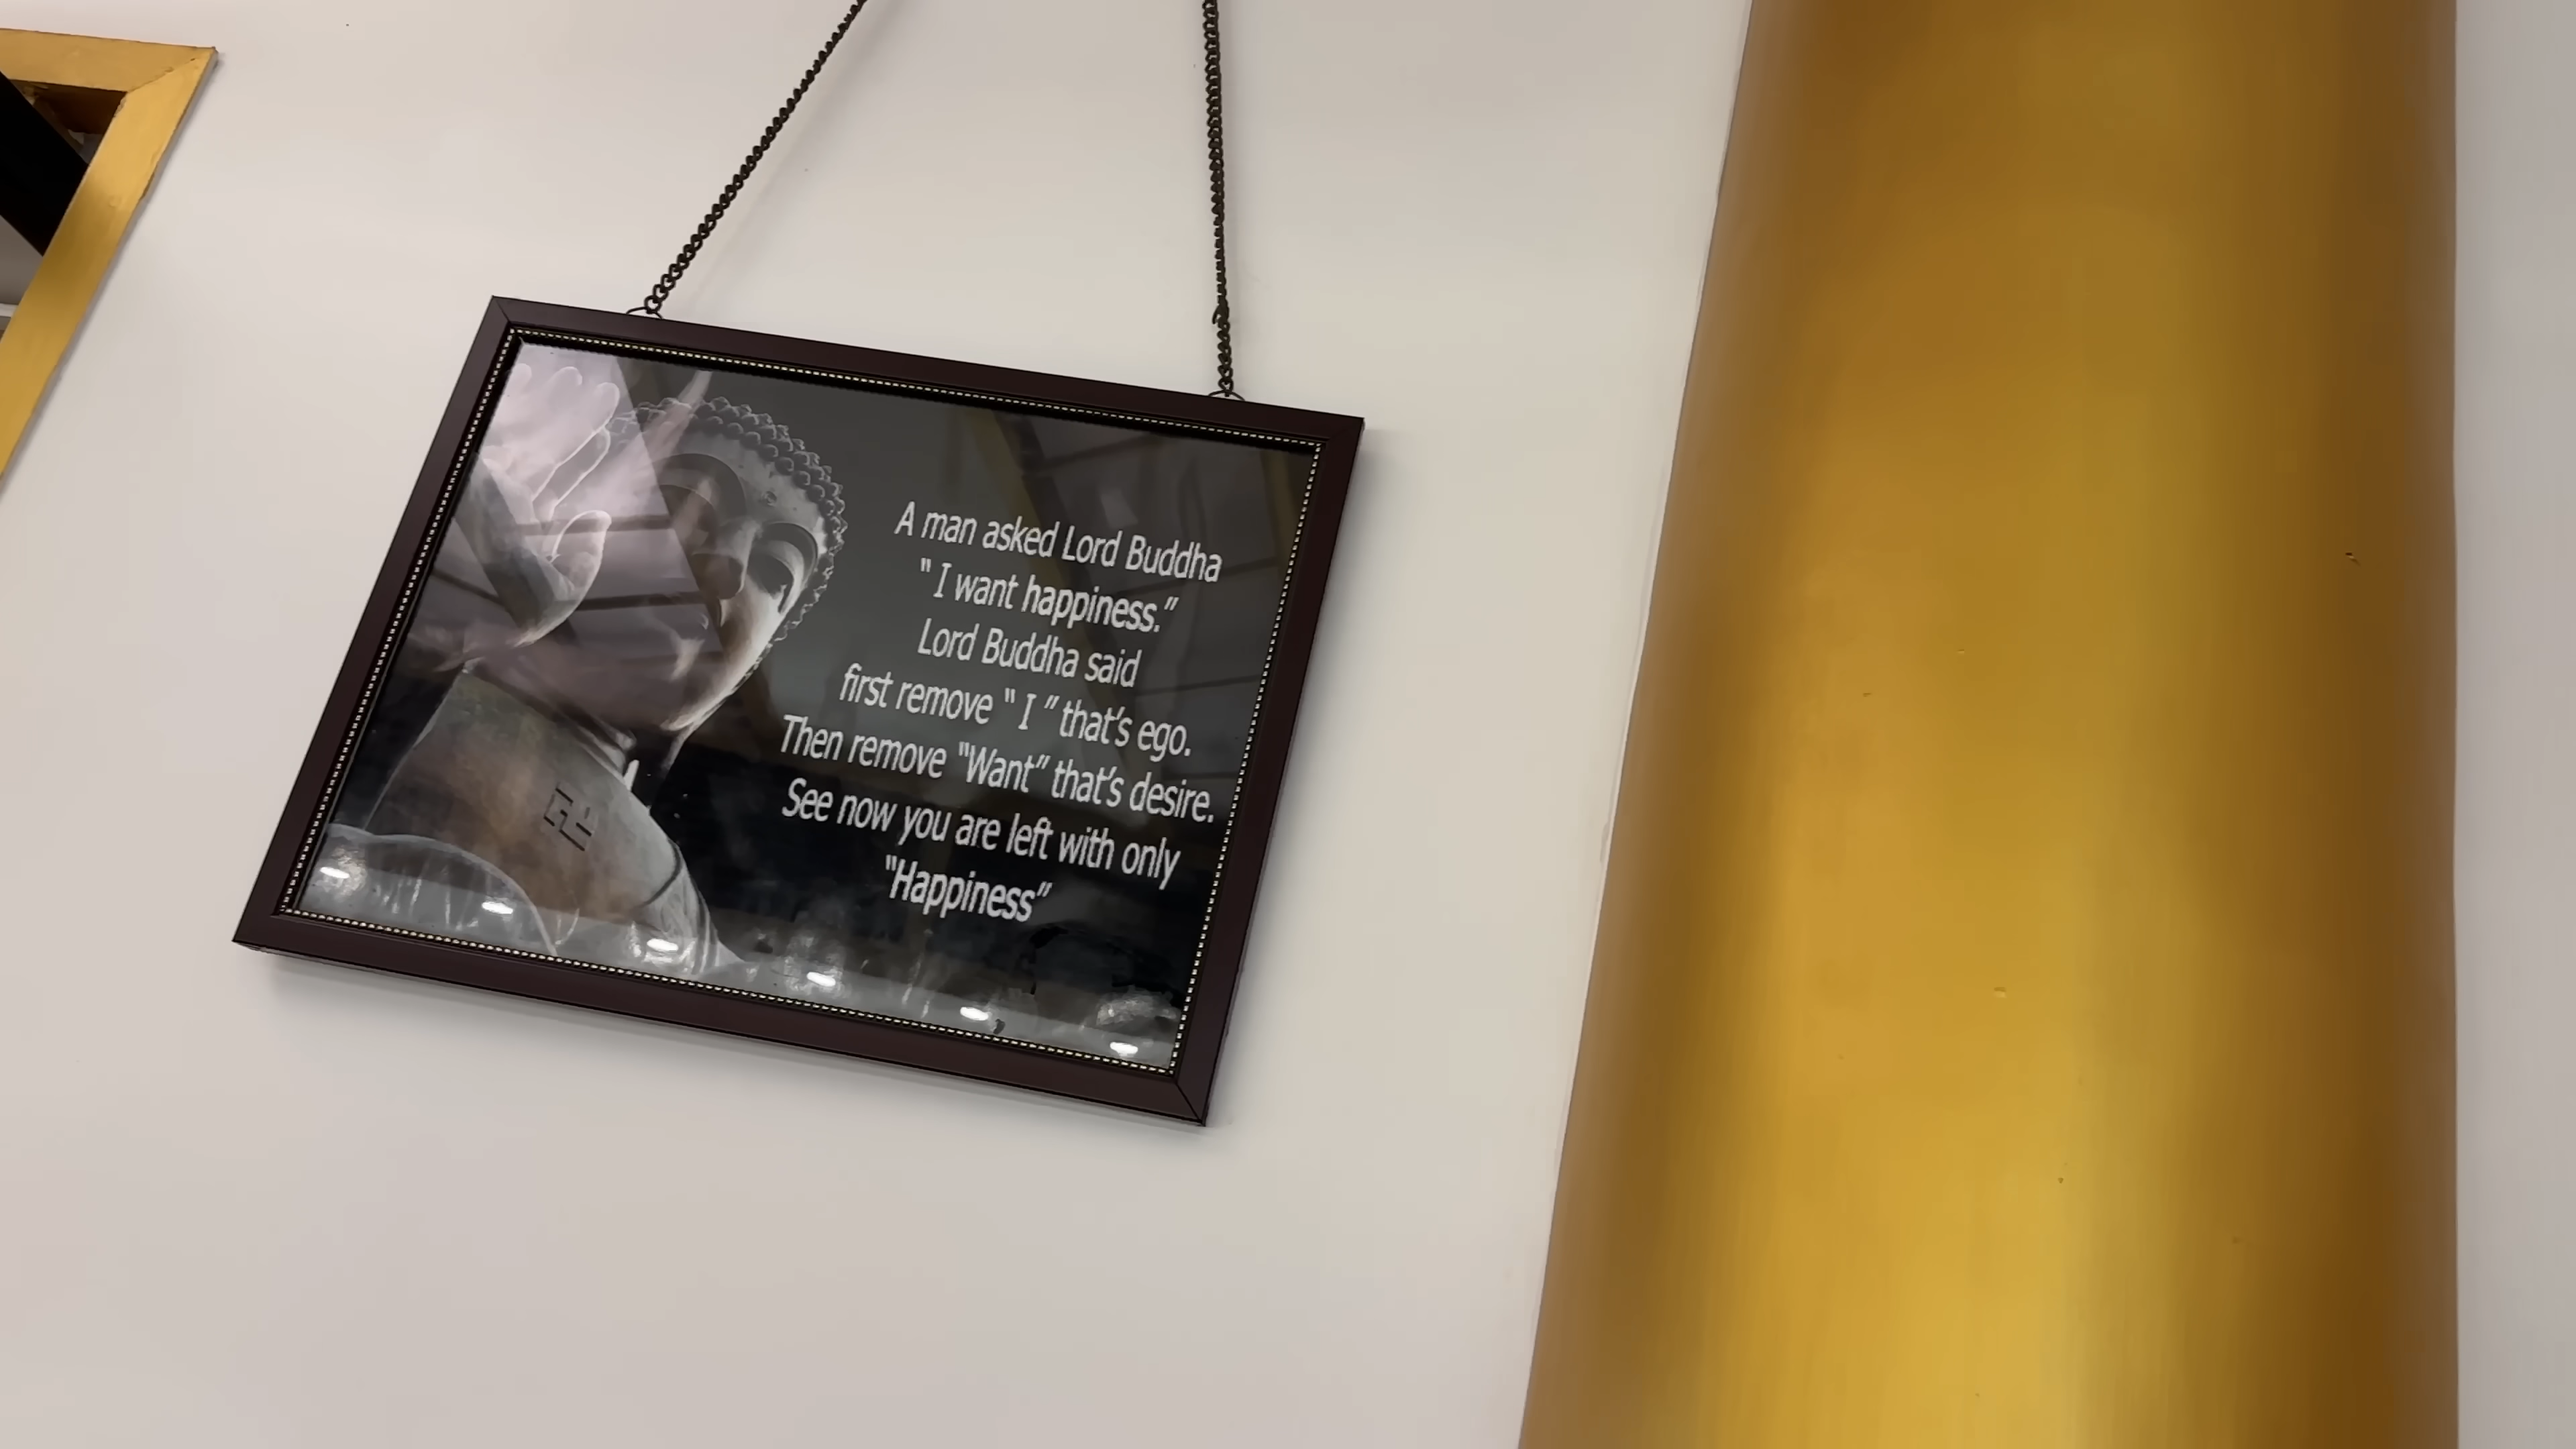 A man asked Lord Buddha
“ I want happiness.”
Lord Buddha said
first remove “ I ” that’s ego.
Then remove “Want” that’s desire.
See now you are left with only
“Happiness”